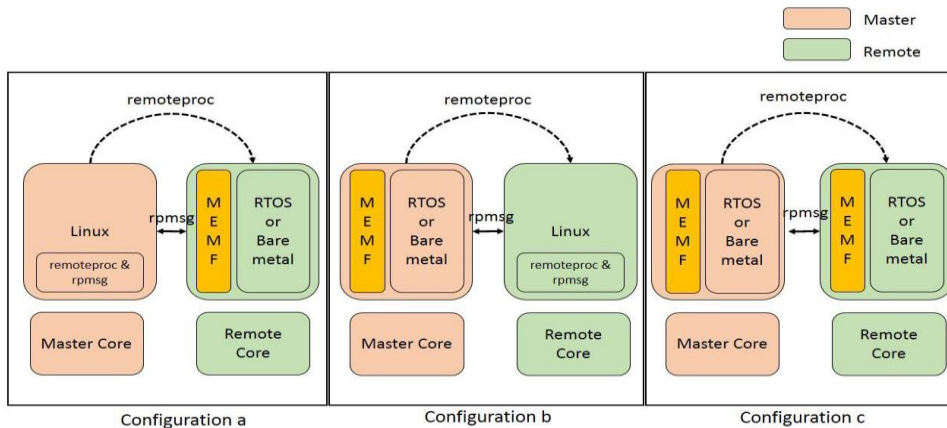 Master
Remote
remoteproc
Linux
remoteproc &
rpmsg
rpmsg
M
E
M
F
RTOS
or
Bare
metal
Master Core
Remote
Core
Configuration a
remoteproc
M
E
M
F
RTOS
or
Bare
metal
rpmsg
Linux
remoteproc &
rpmsg
Master Core
Remote
Core
Configuration b
remoteproc
M
E
M
F
RTOS
or
Bare
metal
rpmsg
M
E
M
F
RTOS
or
Bare
metal
Master Core
Remote
Core
Configuration c